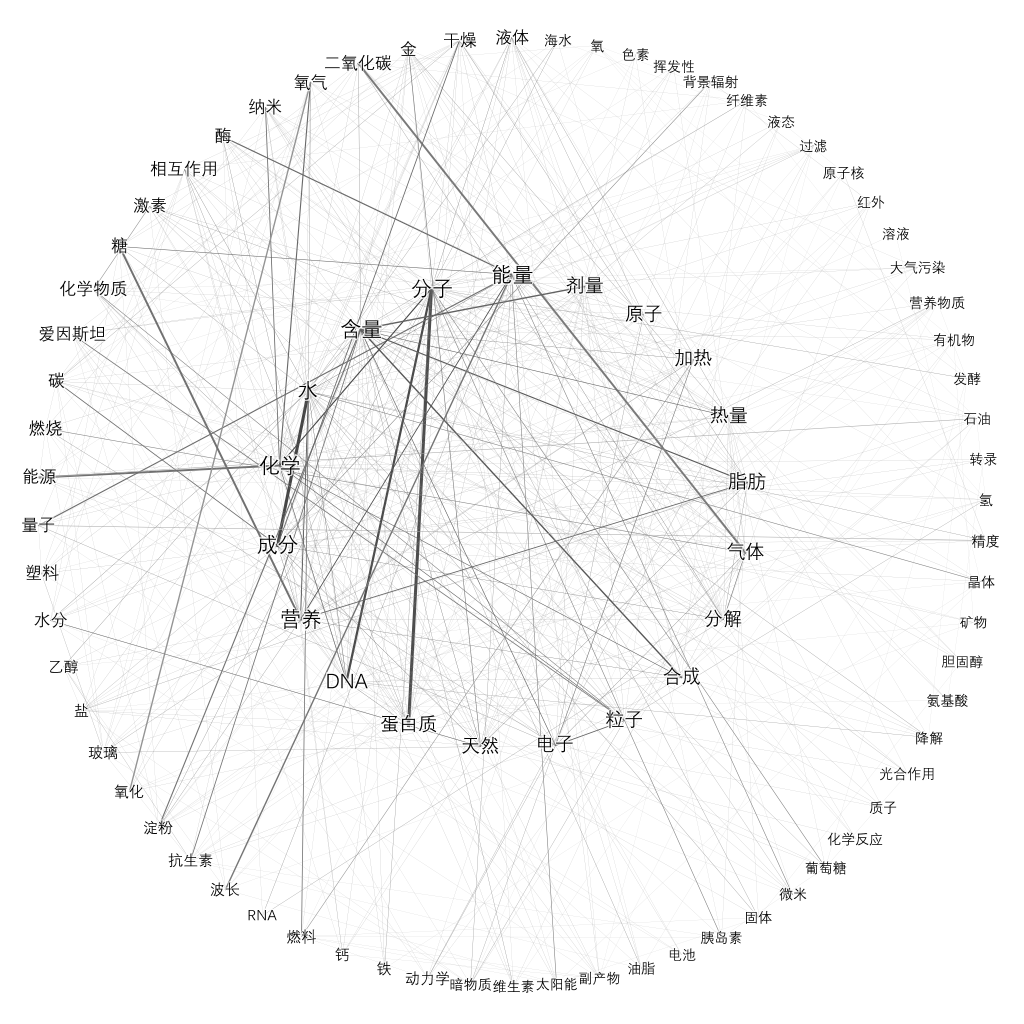 液体
海水
氧
色素
挥发性
背景辐射
纤维素
液态
过滤
原子核
红外
溶液
大气污染
营养物质
有机物
发酵
石油
转录
氢
精度
晶体
矿物
胆固醇
氨基酸
降解
光合作用
质子
化学反应
葡萄糖
微米
固体
胰岛素
电池
油脂
副产物
太阳能
维生素
暗物质
动力学
铁
钙
燃料
RNA
波长
抗生素
淀粉
氧化
玻璃
盐
乙醇
水分
塑料
量子
能源
燃烧
碳
爱因斯坦
化学物质
糖
激素
相互作用
酶
纳米
氧气
二氧化碳
金
干燥
能量
剂量
原子
加热
热量
脂肪
气体
分解
合成
粒子
电子
天然
蛋白质
DNA
营养
成分
化学
水
含量
分子